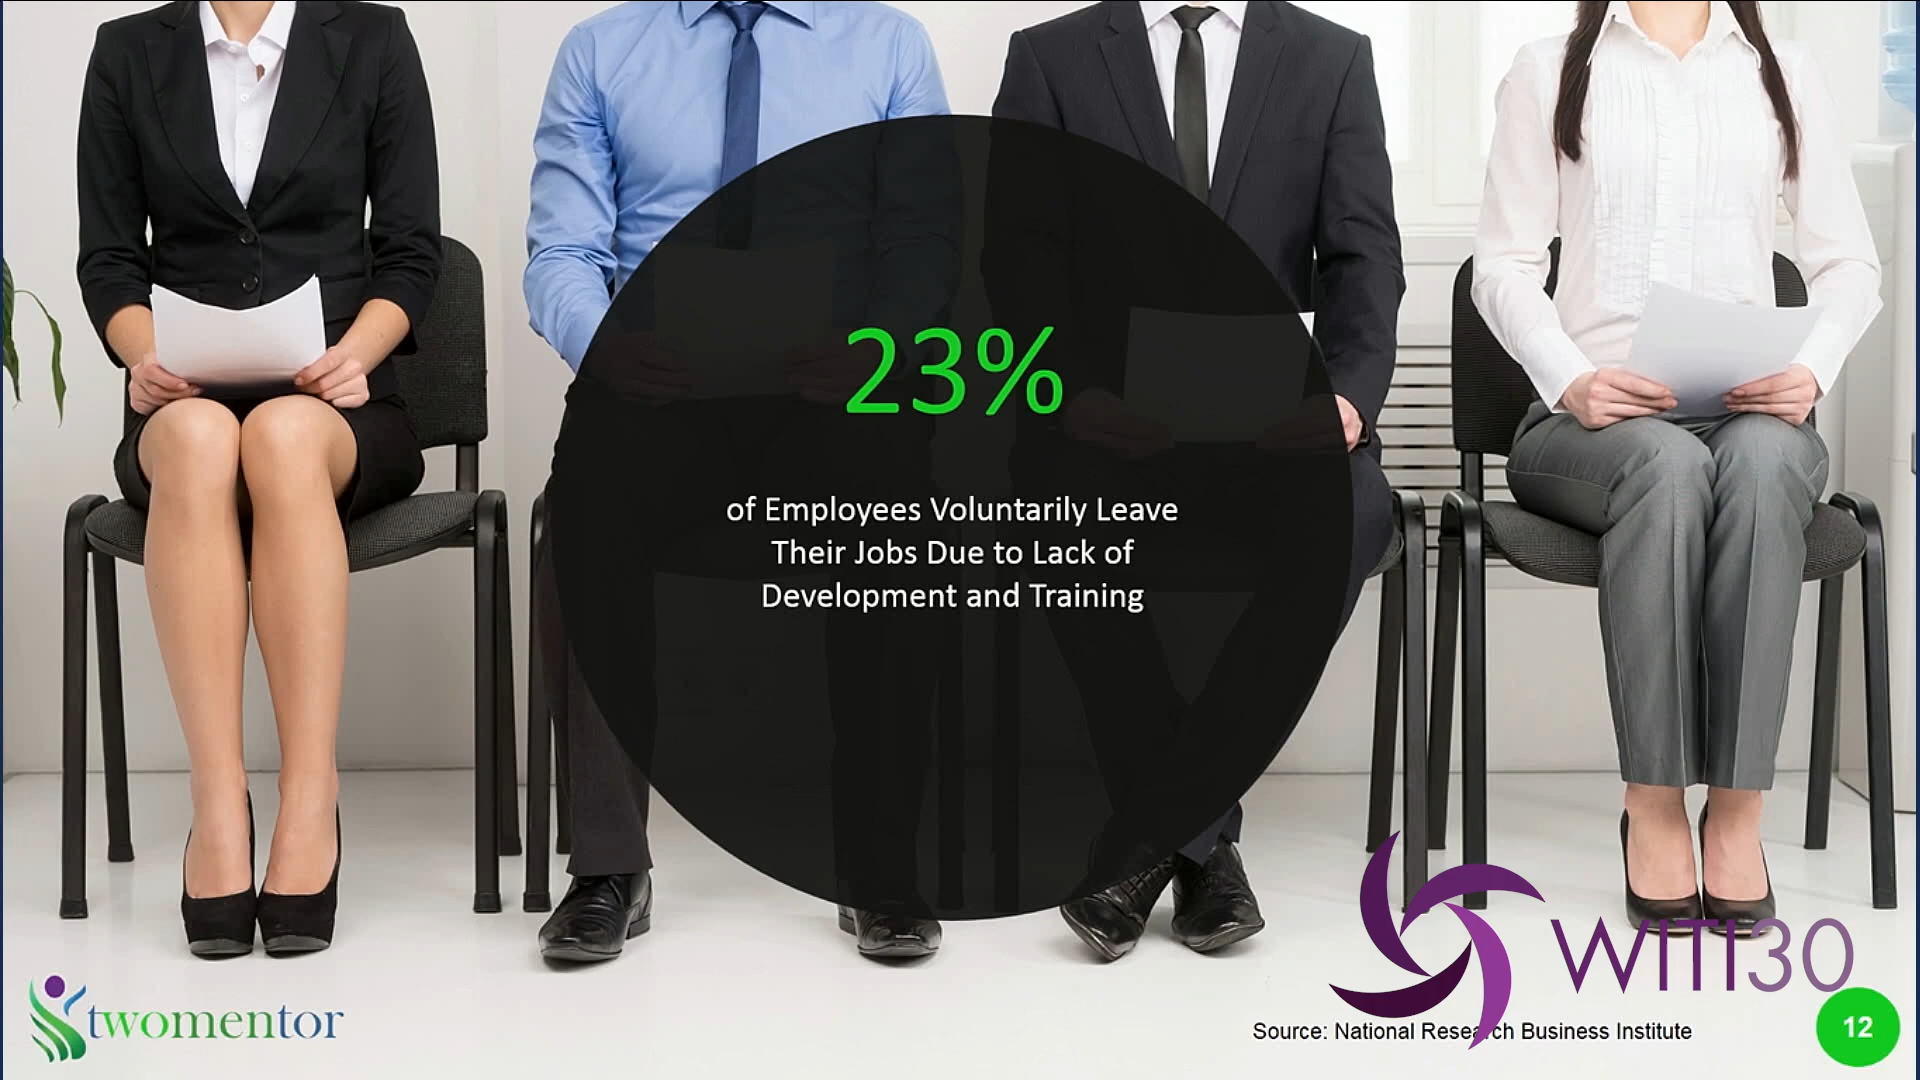 23%
of Employees Voluntarily Leave
Their Jobs Due to Lack of
Development and Training
twomentor
WITI30
Source: National Research Business Institute
12